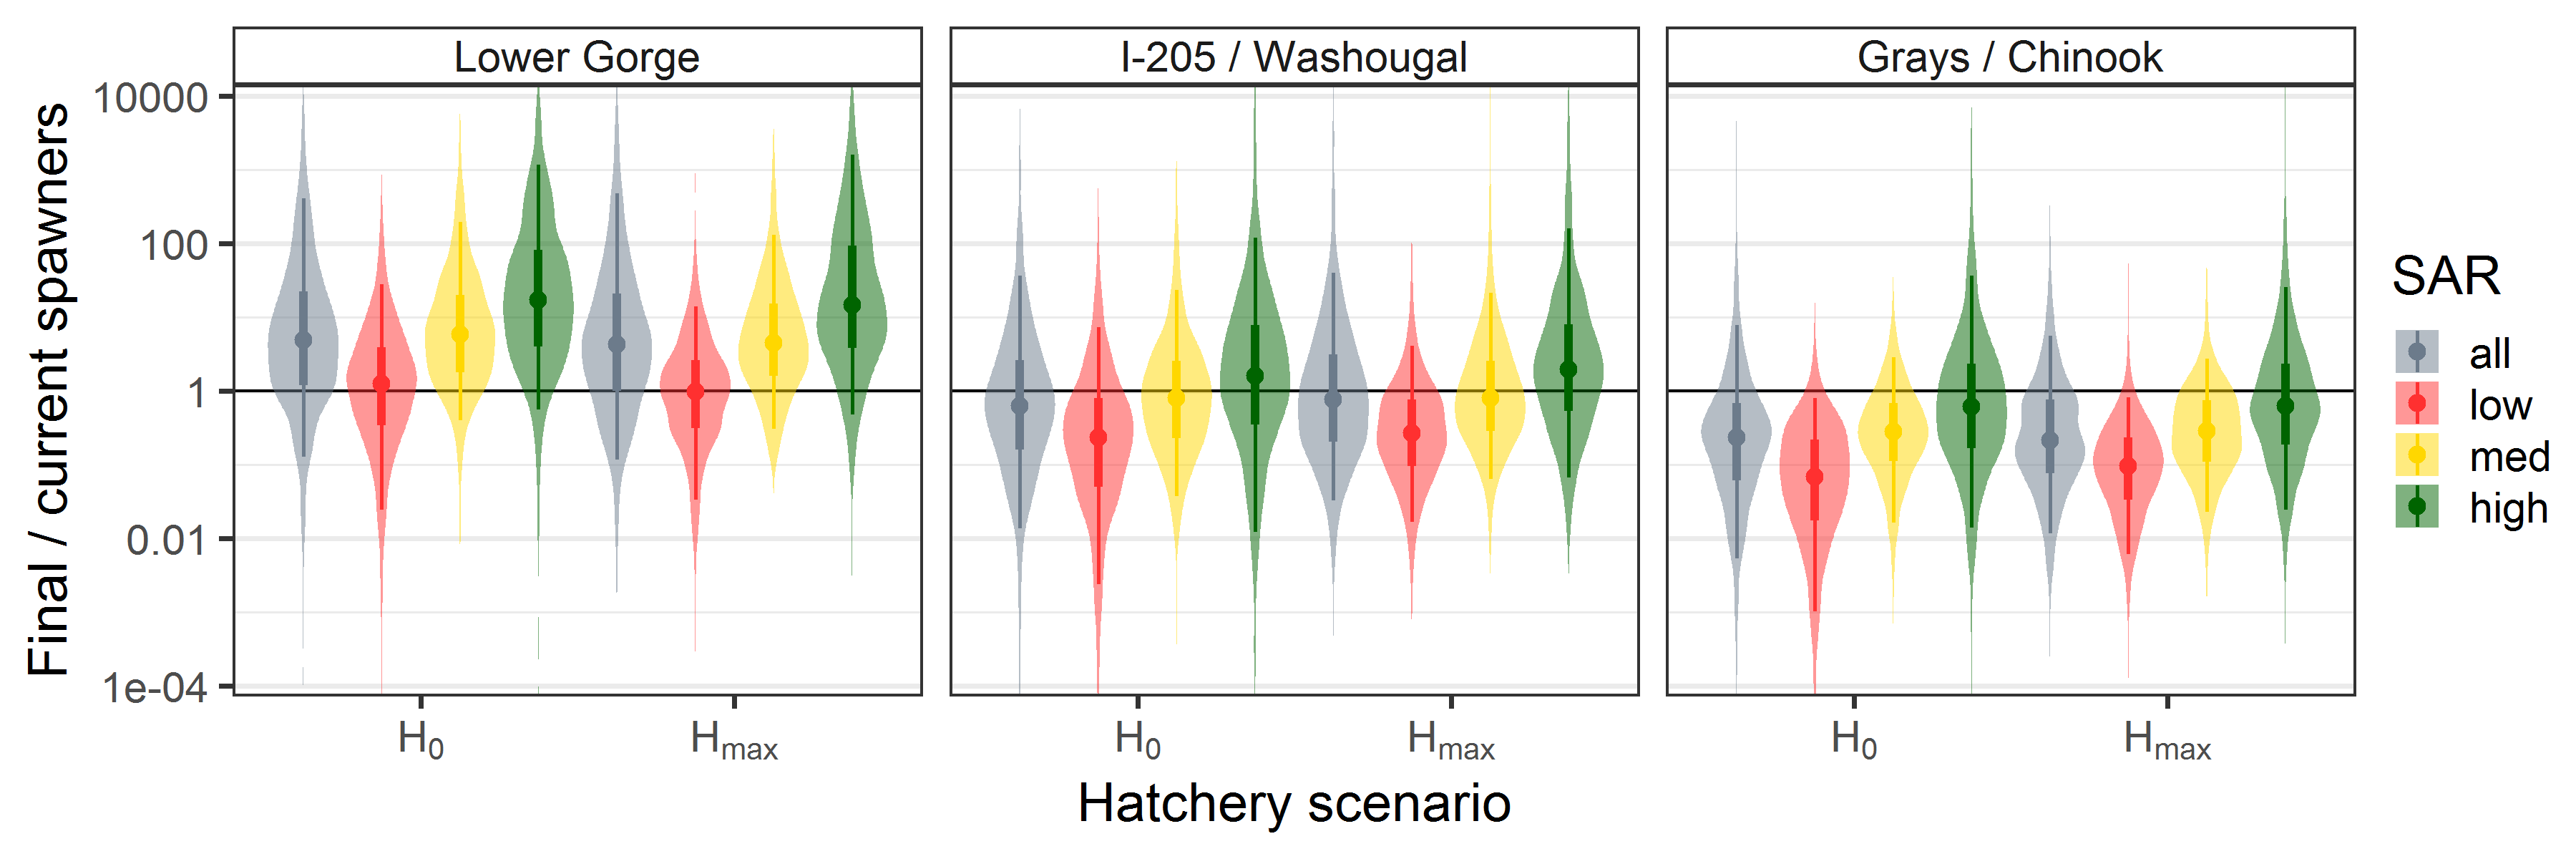 Lower Gorge
I-205 / Washougal
Grays / Chinook
Final / current spawners
10000
100
1
0.01
1e-04
H0
Hmax
H0
Hmax
H0
Hmax
Hatchery scenario
SAR
all
low
med
high